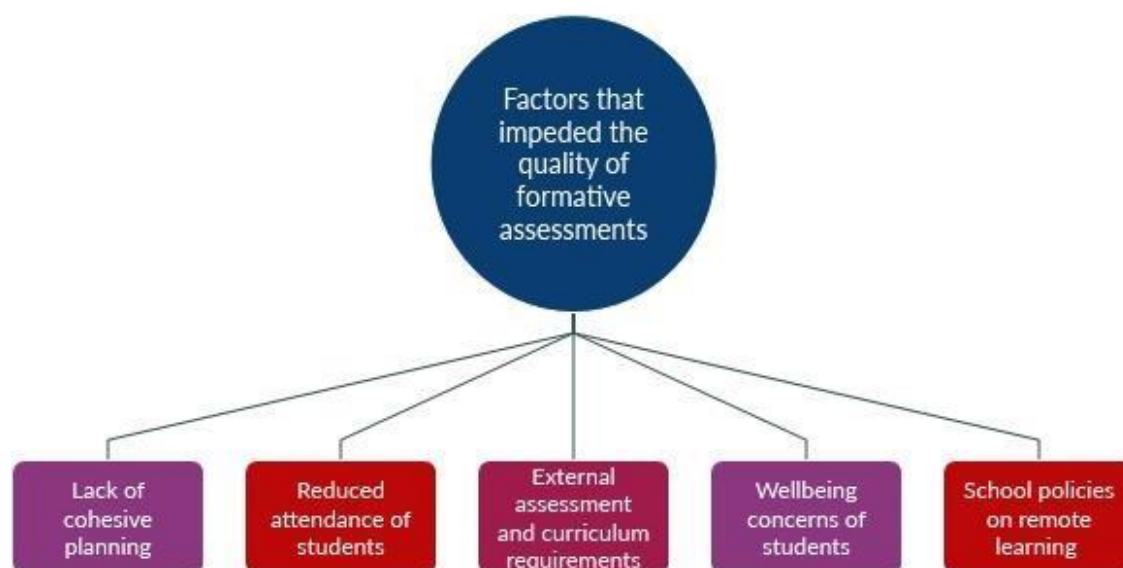 Factors that
impeded the
quality of
formative
assessments
Lack of
cohesive
planning
Reduced
attendance of
students
External
assessment
and curriculum
requirements
Wellbeing
concerns of
students
School policies
on remote
learning